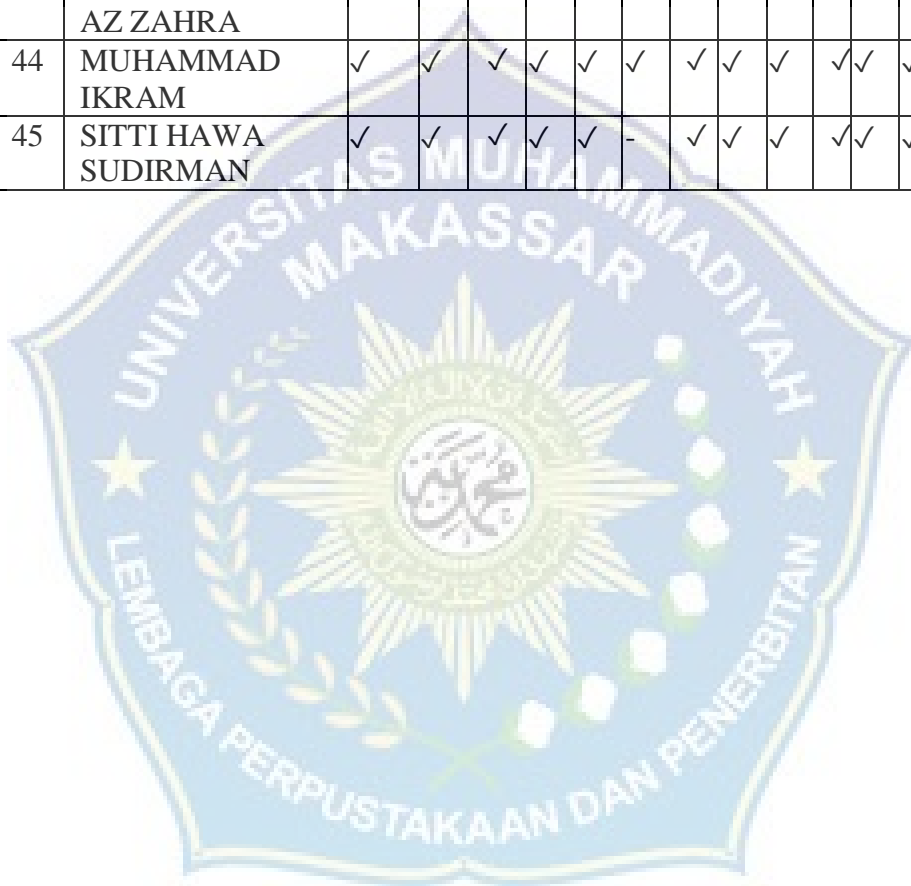 AZ ZAHRA
44 MUHAMMAD ✓ ✓ ✓ ✓ ✓ ✓ ✓ ✓ ✓ ✓ ✓ ✓
IKRAM
45 SITTI HAWA ✓ ✓ ✓ ✓ ✓ - ✓ ✓ ✓ ✓ ✓ ✓
SUDIRMAN
UNIVERSITAS MUHAMMADIYAH
MAKASSAR
LEMBAGA PERPUSTAKAAN DAN PENERBITAN